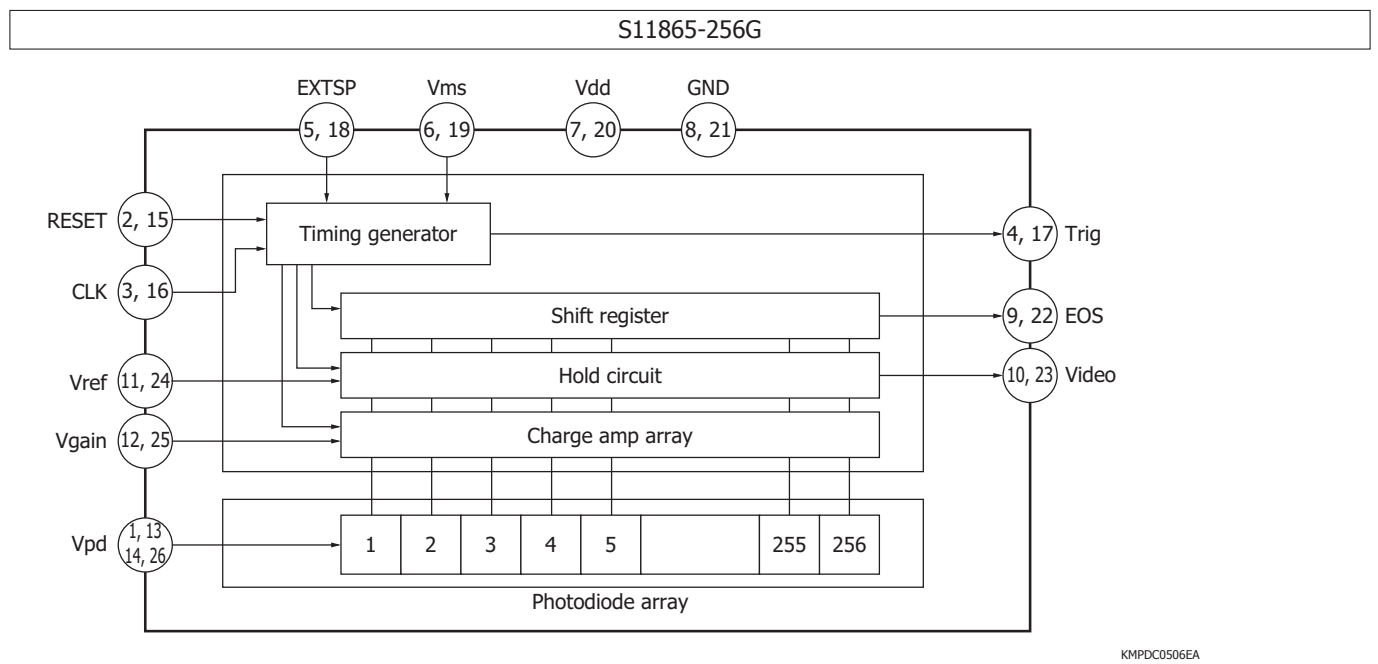 S11865-256G
EXTSP
Vms
Vdd
GND
5, 18
6, 19
7, 20
8, 21
RESET
2, 15
Timing generator
4, 17
Trig
CLK
3, 16
Shift register
9, 22
EOS
Vref
11, 24
Hold circuit
10, 23
Video
Vgain
12, 25
Charge amp array
Vpd
1, 13
14, 26
1
2
3
4
5
255
256
Photodiode array
KMPDC0506EA